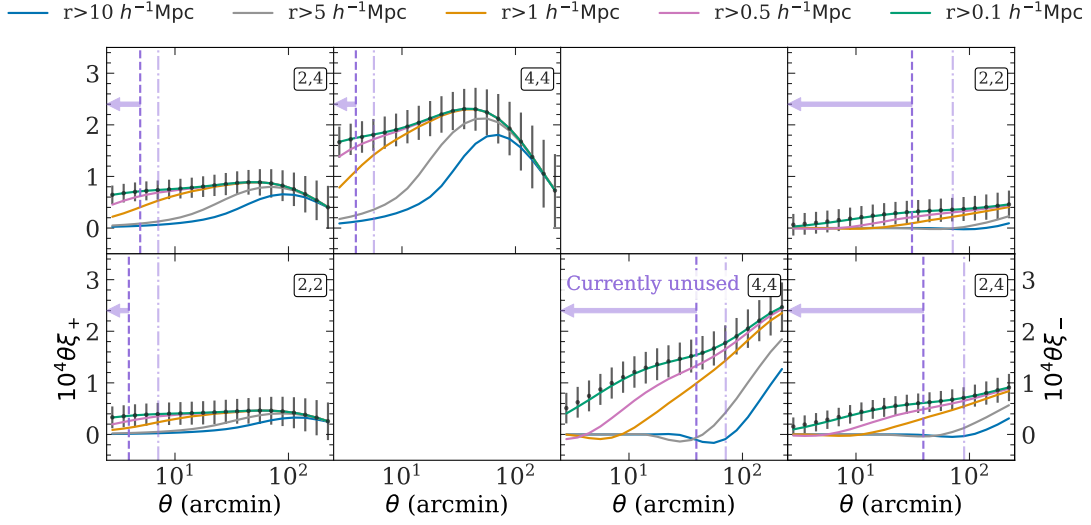 r>10 h⁻¹Mpc r>5 h⁻¹Mpc r>1 h⁻¹Mpc r>0.5 h⁻¹Mpc r>0.1 h⁻¹Mpc
3 2,4 4,4 2,2
2
1
0
3 2,2 Currently unused 4,4 2,4 3
2 2
1 1
0 0
10⁴θξ₊ 10⁴θξ₋
10¹ 10² 10¹ 10² 10¹ 10² 10¹ 10²
θ (arcmin) θ (arcmin) θ (arcmin) θ (arcmin)